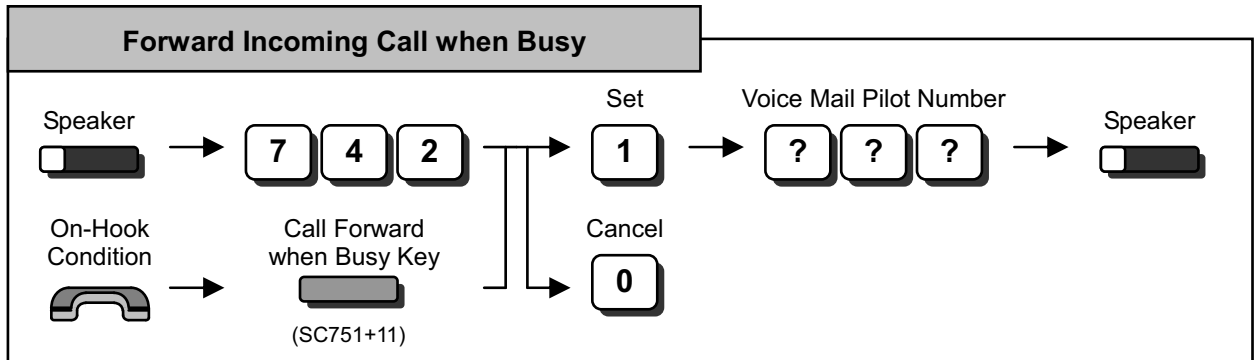 Forward Incoming Call when Busy
Speaker
7 4 2
Set
1
Voice Mail Pilot Number
? ? ?
Speaker
On-Hook
Condition
Call Forward
when Busy Key
(SC751+11)
Cancel
0